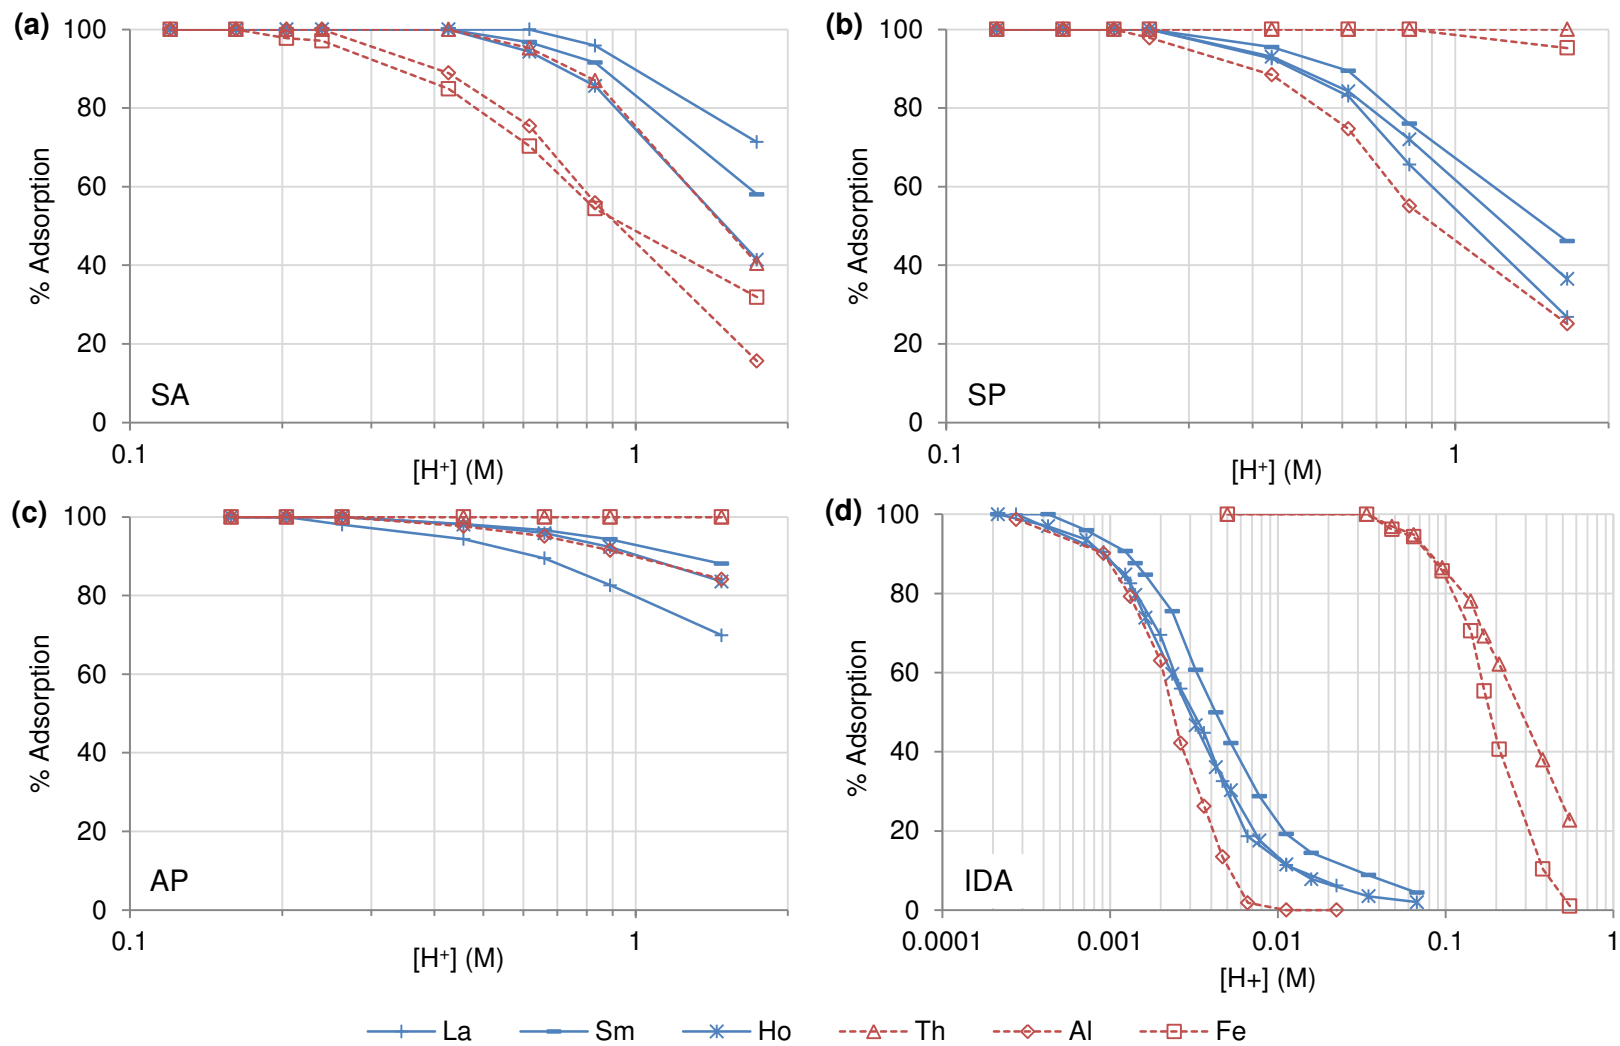 (a)
100
80
60
40
20
0
% Adsorption
SA
0.1
1
[H⁺] (M)
(b)
100
80
60
40
20
0
% Adsorption
SP
0.1
1
[H⁺] (M)
(c)
100
80
60
40
20
0
% Adsorption
AP
0.1
1
[H⁺] (M)
(d)
100
80
60
40
20
0
% Adsorption
IDA
0.0001
0.001
0.01
0.1
1
[H+] (M)
La
Sm
Ho
Th
Al
Fe